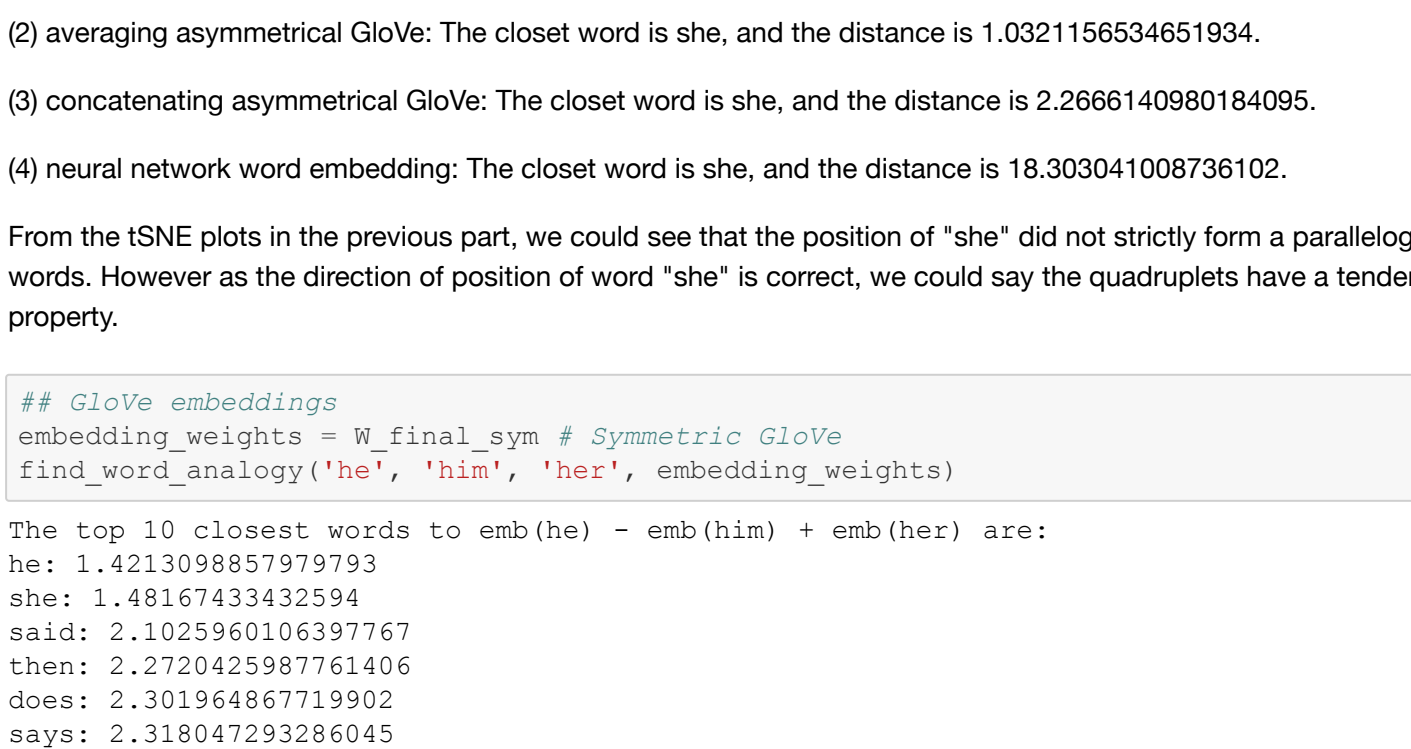 (2) averaging asymmetrical GloVe: The closet word is she, and the distance is 1.0321156534651934.
(3) concatenating asymmetrical GloVe: The closet word is she, and the distance is 2.2666140980184095.
(4) neural network word embedding: The closet word is she, and the distance is 18.303041008736102.
From the tSNE plots in the previous part, we could see that the position of "she" did not strictly form a parallelog
words. However as the direction of position of word "she" is correct, we could say the quadruplets have a tender
property.
## GloVe embeddings
embedding_weights = W_final_sym # Symmetric GloVe
find_word_analogy('he', 'him', 'her', embedding_weights)
The top 10 closest words to emb(he) - emb(him) + emb(her) are:
he: 1.4213098857979793
she: 1.48167433432594
said: 2.1025960106397767
then: 2.2720425987761406
does: 2.301964867719902
says: 2.318047293286045